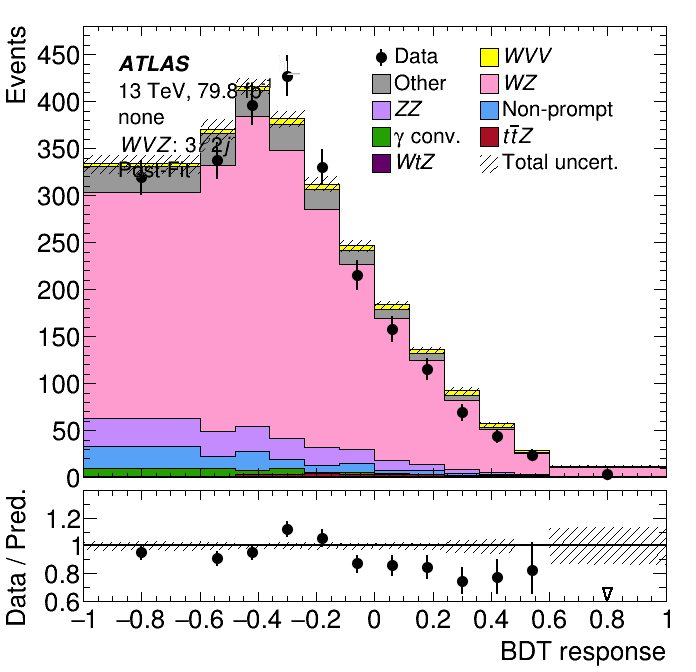 Events
450
400
350
300
250
200
150
100
50
0
ATLAS
13 TeV, 79.8 fb⁻¹
none
WVZ: 3ℓ2j
Post-Fit
Data
WVV
Other
WZ
ZZ
Non-prompt
γ conv.
tt̄Z
WtZ
Total uncert.
Data / Pred.
1.2
1
0.8
0.6
−1 −0.8 −0.6 −0.4 −0.2 0 0.2 0.4 0.6 0.8 1
BDT response